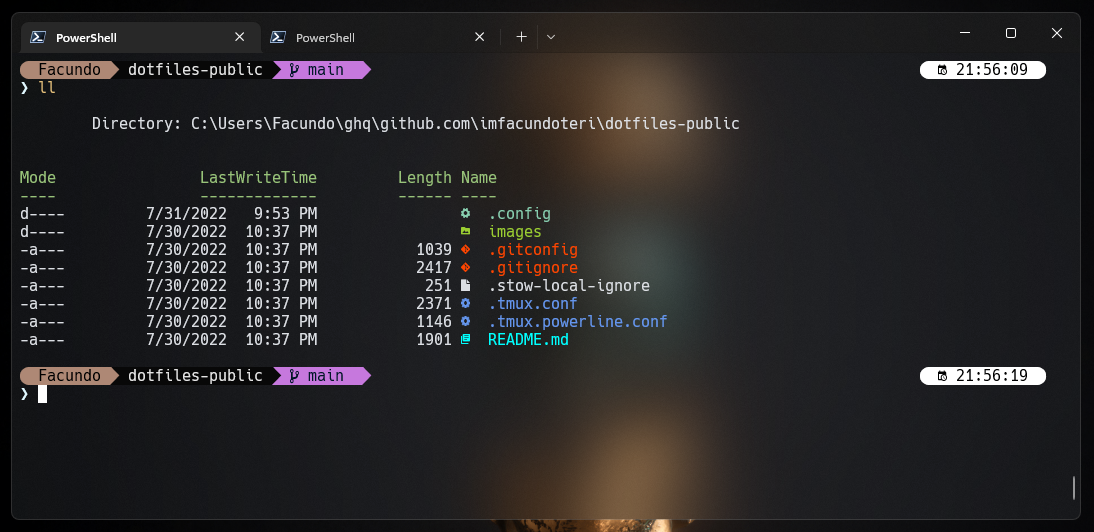 PowerShell PowerShell
Facundo dotfiles-public main 21:56:09
❯ ll
Directory: C:\Users\Facundo\ghq\github.com\imfacundoteri\dotfiles-public
Mode LastWriteTime Length Name
---- ------------- ------ ----
d---- 7/31/2022 9:53 PM .config
d---- 7/30/2022 10:37 PM images
-a--- 7/30/2022 10:37 PM 1039 .gitconfig
-a--- 7/30/2022 10:37 PM 2417 .gitignore
-a--- 7/30/2022 10:37 PM 251 .stow-local-ignore
-a--- 7/30/2022 10:37 PM 2371 .tmux.conf
-a--- 7/30/2022 10:37 PM 1146 .tmux.powerline.conf
-a--- 7/30/2022 10:37 PM 1901 README.md
Facundo dotfiles-public main 21:56:19
❯